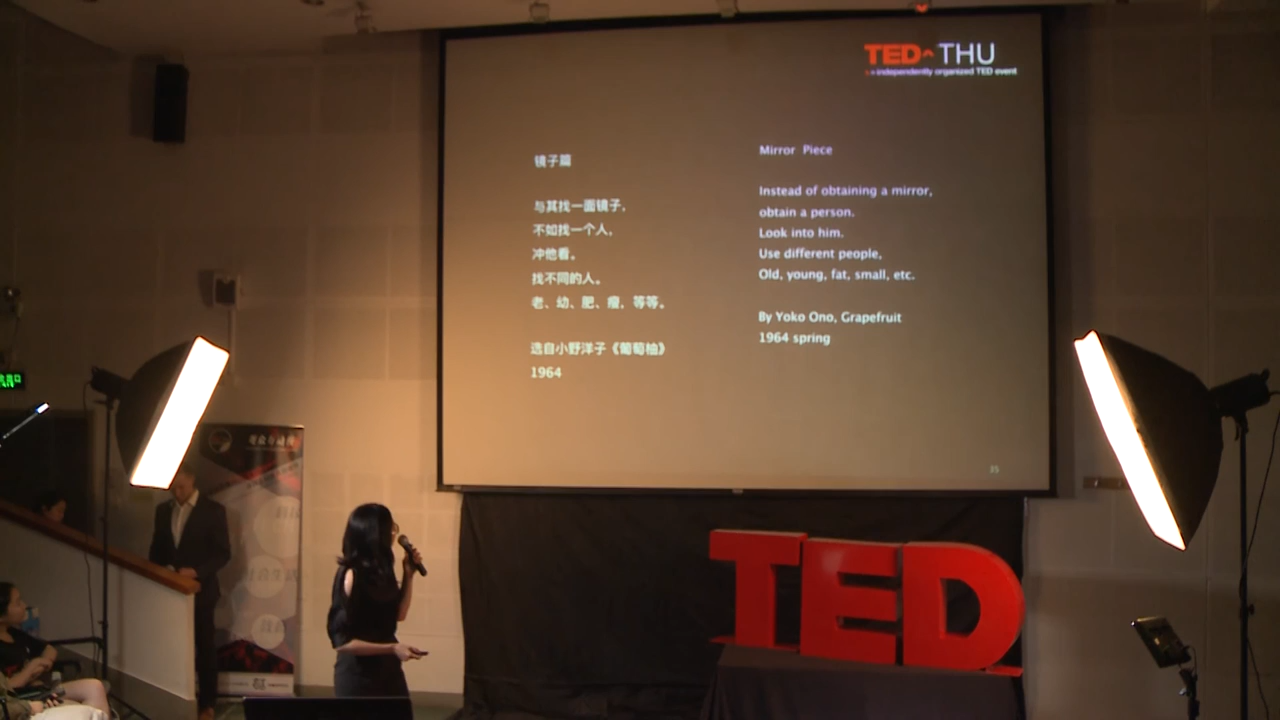 TED^THU
independently organized TED event
镜子篇
与其找一面镜子,
不如找一个人,
冲他看。
找不同的人。
老、幼、肥、瘦,等等。
选自小野洋子《葡萄柚》
1964
Mirror Piece
Instead of obtaining a mirror,
obtain a person.
Look into him.
Use different people,
Old, young, fat, small, etc.
By Yoko Ono, Grapefruit
1964 spring
35
TED